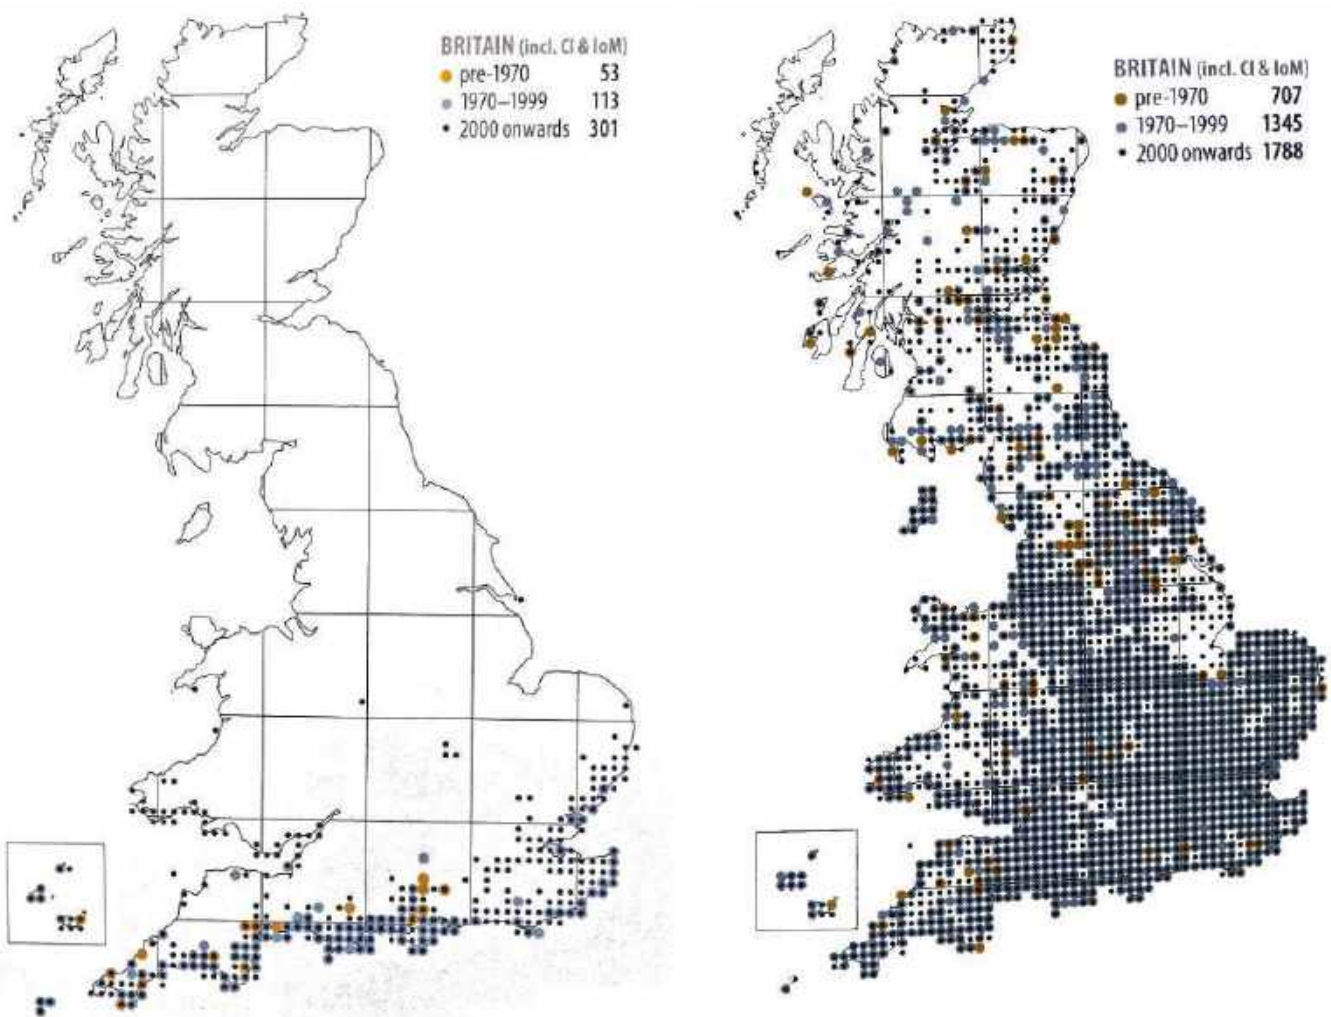 BRITAIN (incl. CI & IoM)
pre-1970 53
1970–1999 113
2000 onwards 301
BRITAIN (incl. CI & IoM)
pre-1970 707
1970–1999 1345
2000 onwards 1788